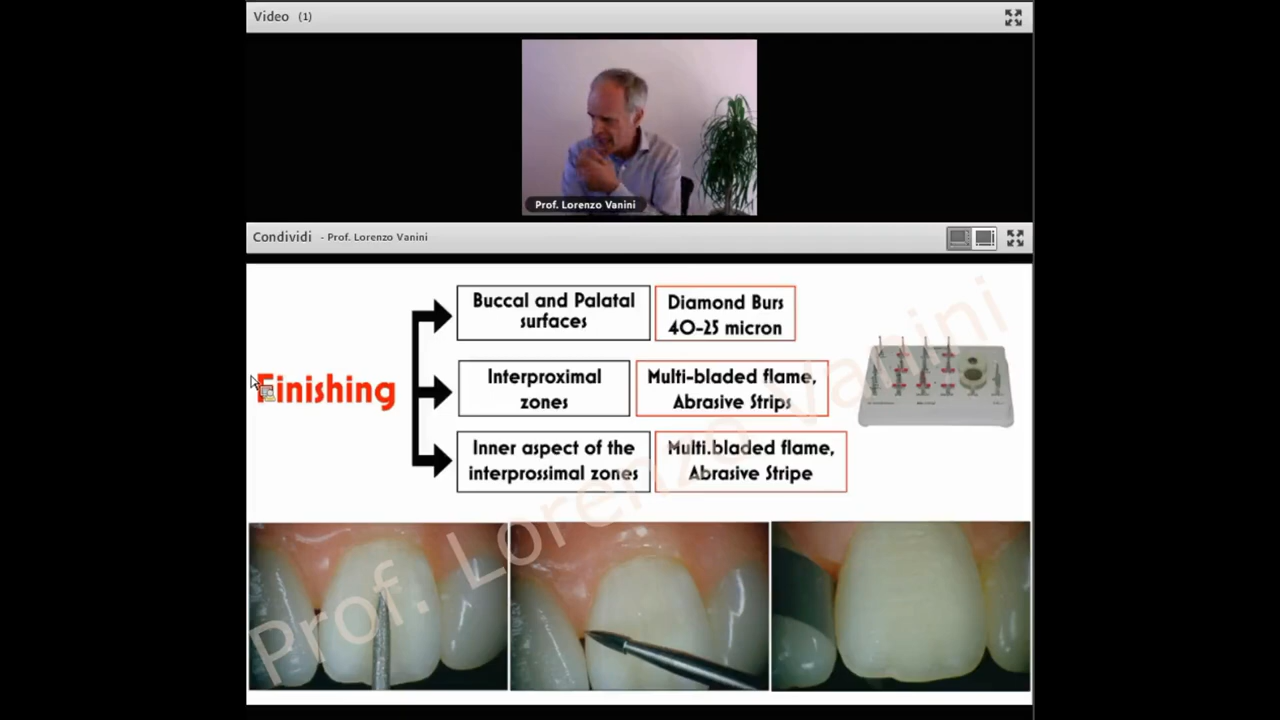 Video (1)
Prof. Lorenzo Vanini
Condividi - Prof. Lorenzo Vanini
Buccal and Palatal
surfaces
Diamond Burs
40-25 micron
Finishing
Interproximal
zones
Multi-bladed flame,
Abrasive Strips
Inner aspect of the
interprossimal zones
Multi.bladed flame,
Abrasive Stripe
Prof. Lorenzo Vanini